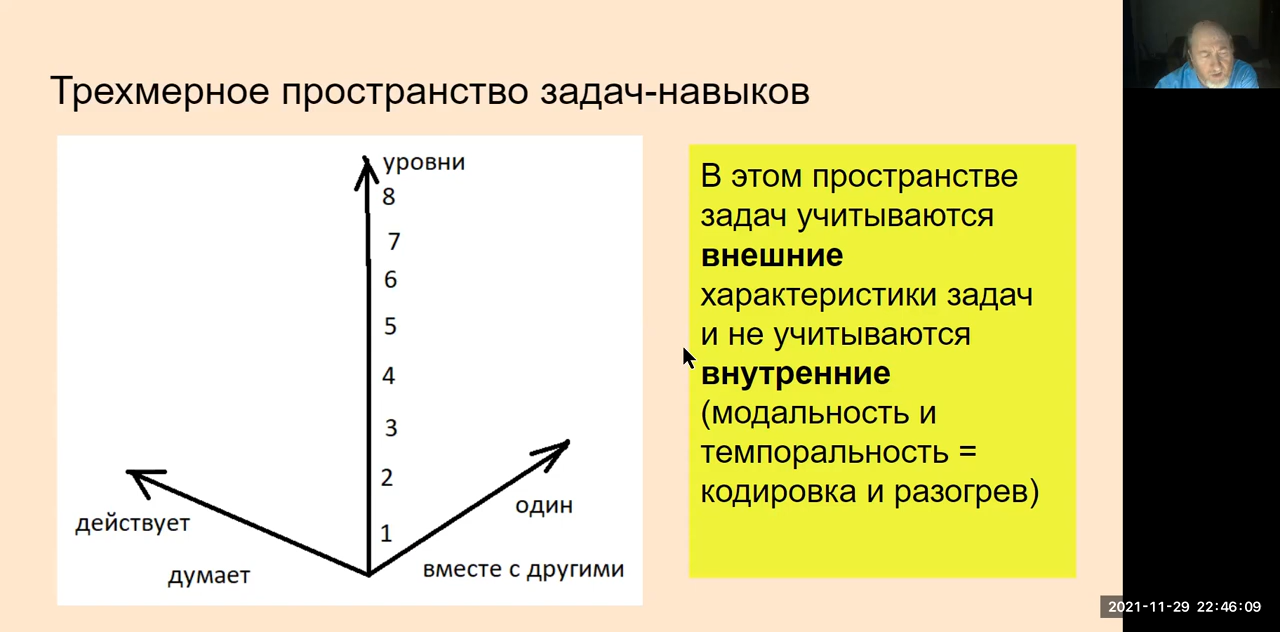 Трехмерное пространство задач-навыков
уровни
8
7
6
5
4
3
2
1
действует
думает
один
вместе с другими
В этом пространстве
задач учитываются
внешние
характеристики задач
и не учитываются
внутренние
(модальность и
темпоральность =
кодировка и разогрев)
2021-11-29 22:46:09